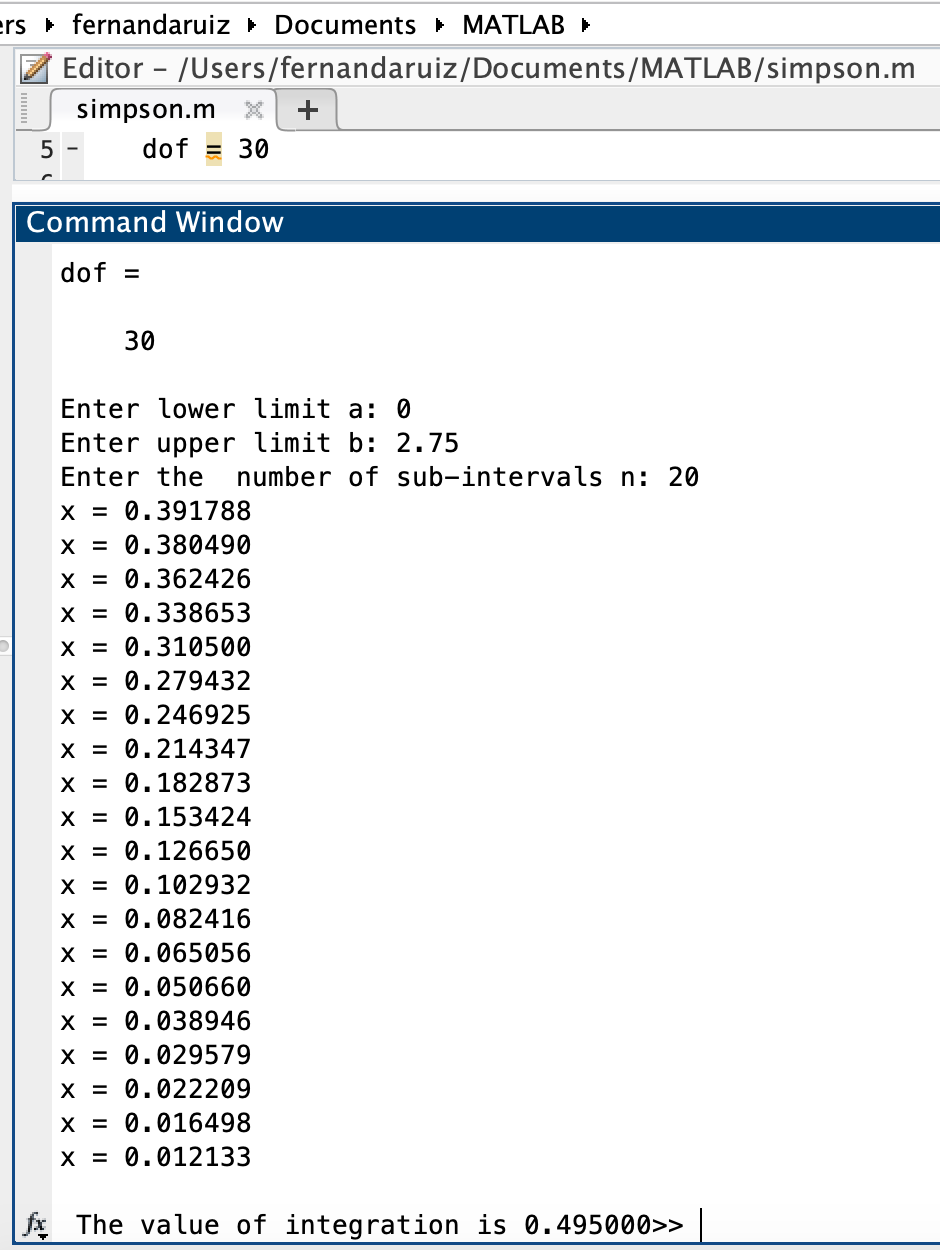 ers ▸ fernandaruiz ▸ Documents ▸ MATLAB ▸
Editor – /Users/fernandaruiz/Documents/MATLAB/simpson.m
simpson.m
5 – dof = 30
Command Window
dof =
30
Enter lower limit a: 0
Enter upper limit b: 2.75
Enter the  number of sub-intervals n: 20
x = 0.391788
x = 0.380490
x = 0.362426
x = 0.338653
x = 0.310500
x = 0.279432
x = 0.246925
x = 0.214347
x = 0.182873
x = 0.153424
x = 0.126650
x = 0.102932
x = 0.082416
x = 0.065056
x = 0.050660
x = 0.038946
x = 0.029579
x = 0.022209
x = 0.016498
x = 0.012133
fx The value of integration is 0.495000>>